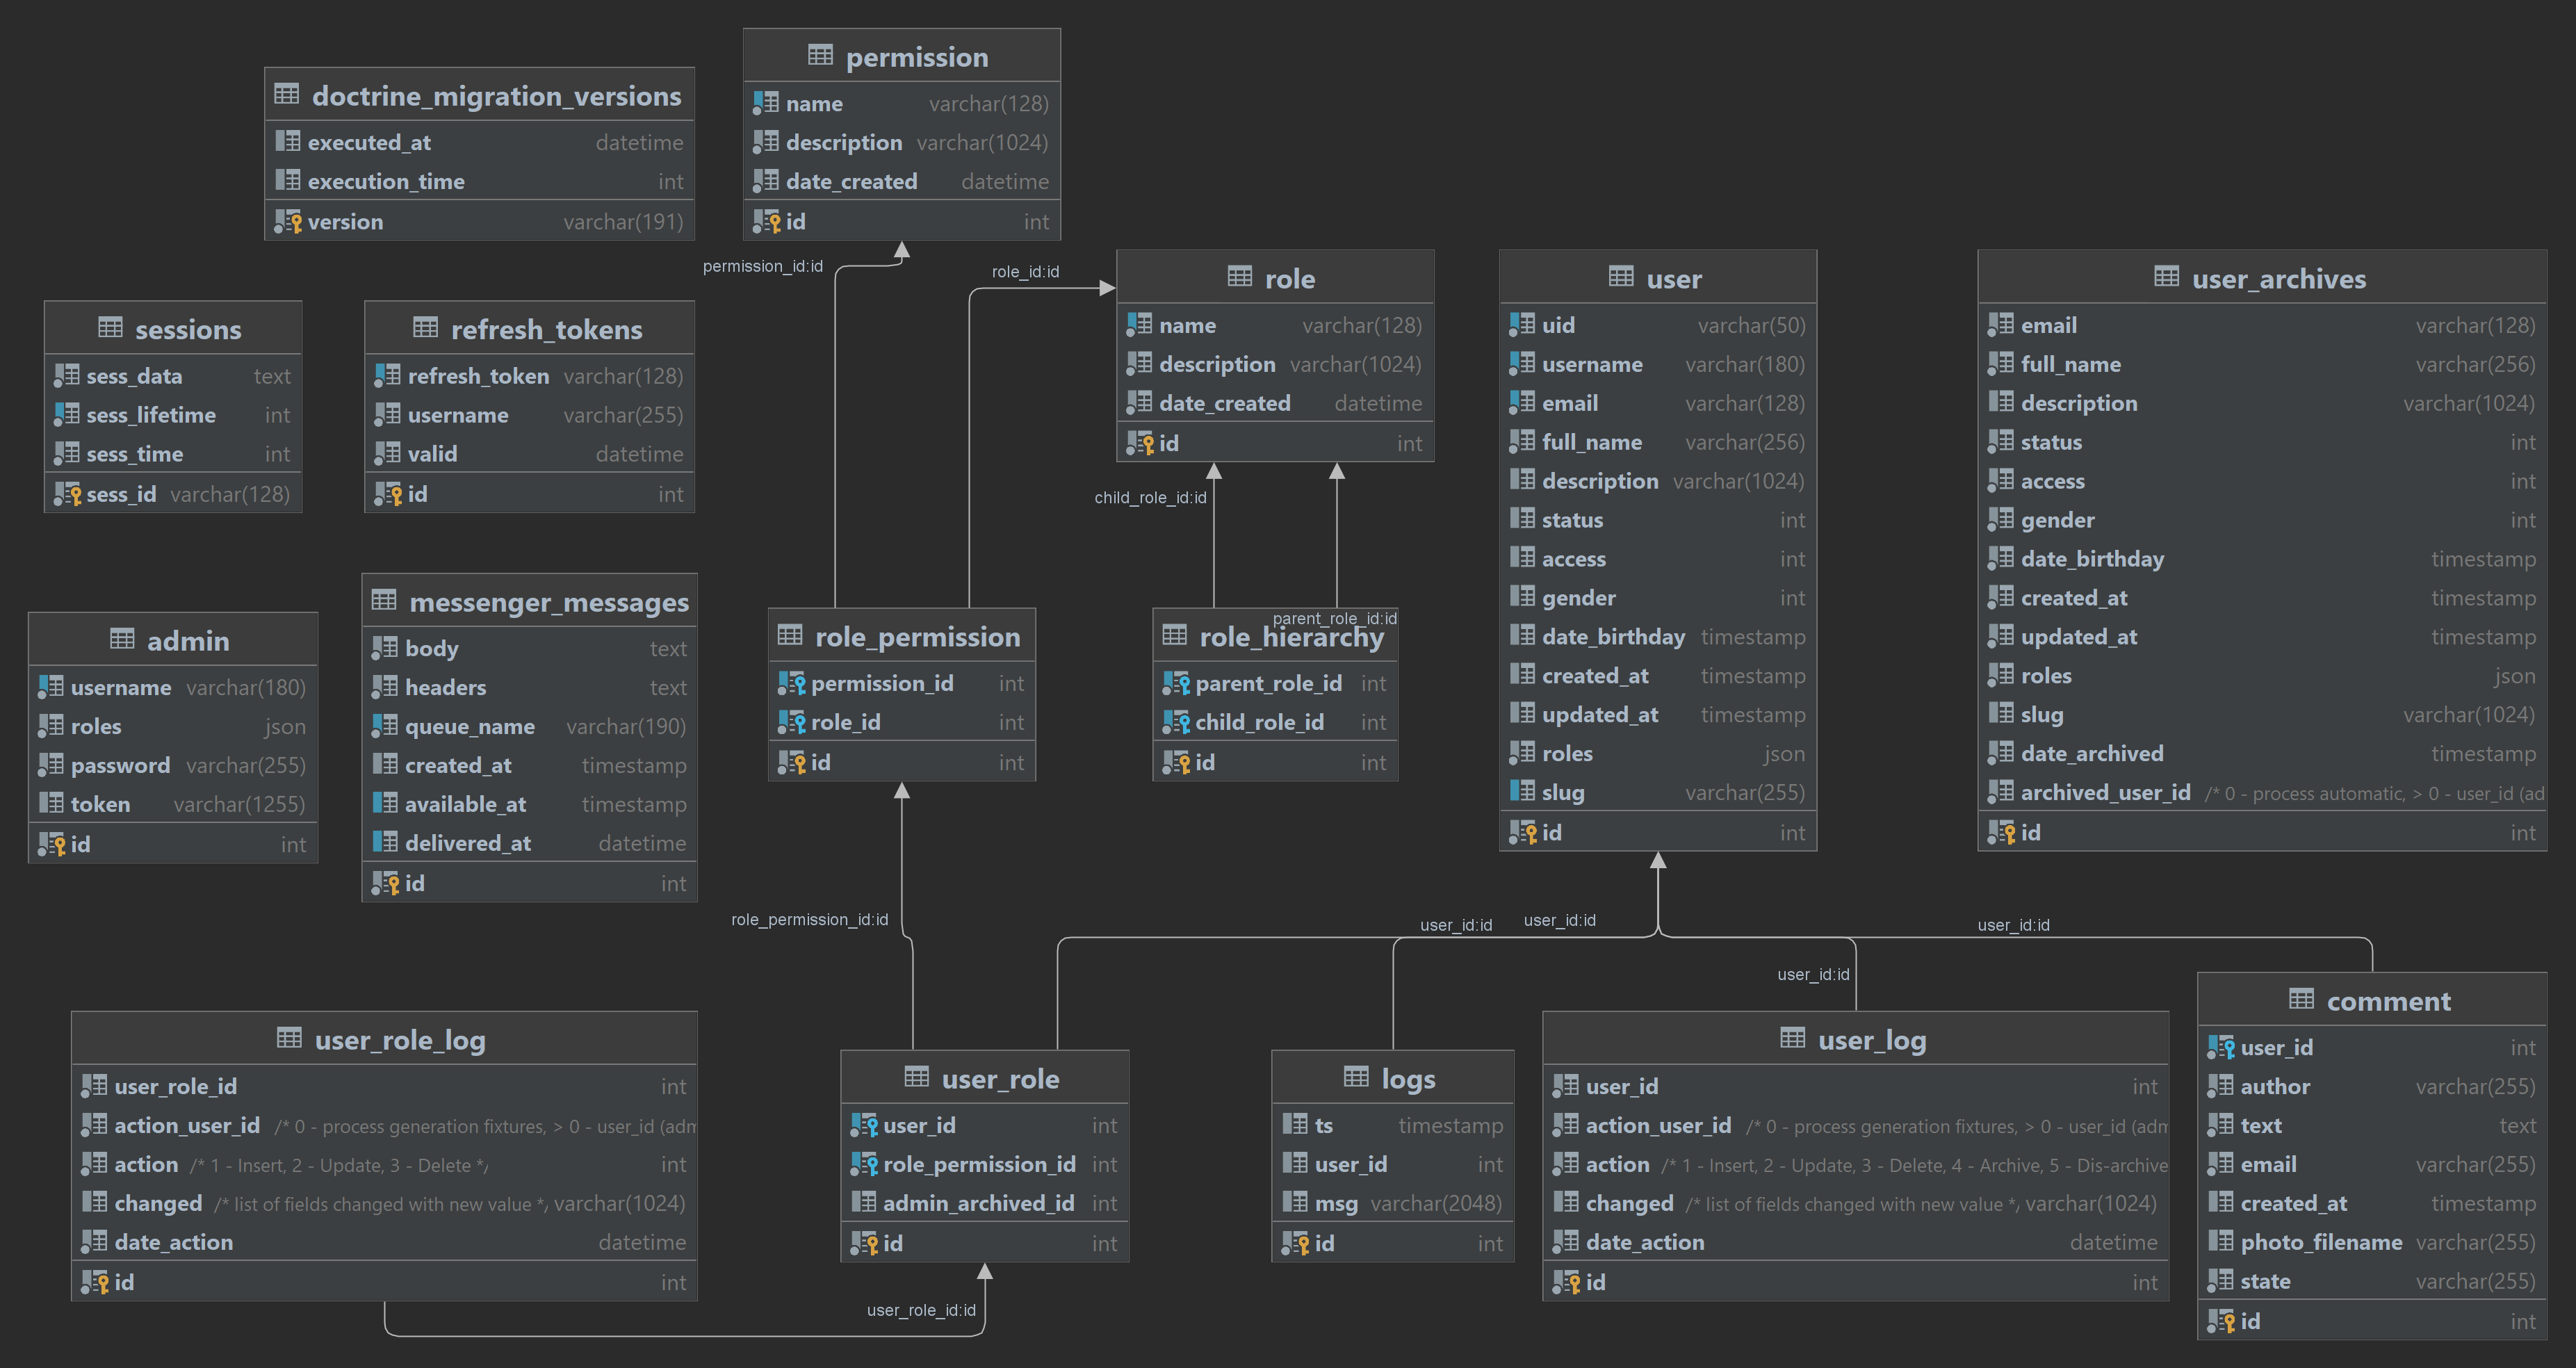 permission
name varchar(128)
description varchar(1024)
date_created datetime
id int
doctrine_migration_versions
executed_at datetime
execution_time int
version varchar(191)
permission_id:id
role_id:id
role
name varchar(128)
description varchar(1024)
date_created datetime
id int
user
uid varchar(50)
username varchar(180)
email varchar(128)
full_name varchar(256)
description varchar(1024)
status int
access int
gender int
date_birthday timestamp
created_at timestamp
updated_at timestamp
roles json
slug varchar(255)
id int
user_archives
email varchar(128)
full_name varchar(256)
description varchar(1024)
status int
access int
gender int
date_birthday timestamp
created_at timestamp
updated_at timestamp
roles json
slug varchar(1024)
date_archived timestamp
archived_user_id /* 0 - process automatic, > 0 - user_id (ad
id int
sessions
sess_data text
sess_lifetime int
sess_time int
sess_id varchar(128)
refresh_tokens
refresh_token varchar(128)
username varchar(255)
valid datetime
id int
child_role_id:id
parent_role_id:id
admin
username varchar(180)
roles json
password varchar(255)
token varchar(1255)
id int
messenger_messages
body text
headers text
queue_name varchar(190)
created_at timestamp
available_at timestamp
delivered_at datetime
id int
role_permission
permission_id int
role_id int
id int
role_hierarchy
parent_role_id int
child_role_id int
id int
role_permission_id:id
user_id:id
user_id:id
user_id:id
user_id:id
user_role_log
user_role_id int
action_user_id /* 0 - process generation fixtures, > 0 - user_id (adm
action /* 1 - Insert, 2 - Update, 3 - Delete */ int
changed /* list of fields changed with new value */ varchar(1024)
date_action datetime
id int
user_role
user_id int
role_permission_id int
admin_archived_id int
id int
logs
ts timestamp
user_id int
msg varchar(2048)
id int
user_log
user_id int
action_user_id /* 0 - process generation fixtures, > 0 - user_id (adm
action /* 1 - Insert, 2 - Update, 3 - Delete, 4 - Archive, 5 - Dis-archive
changed /* list of fields changed with new value */ varchar(1024)
date_action datetime
id int
comment
user_id int
author varchar(255)
text text
email varchar(255)
created_at timestamp
photo_filename varchar(255)
state varchar(255)
id int
user_role_id:id